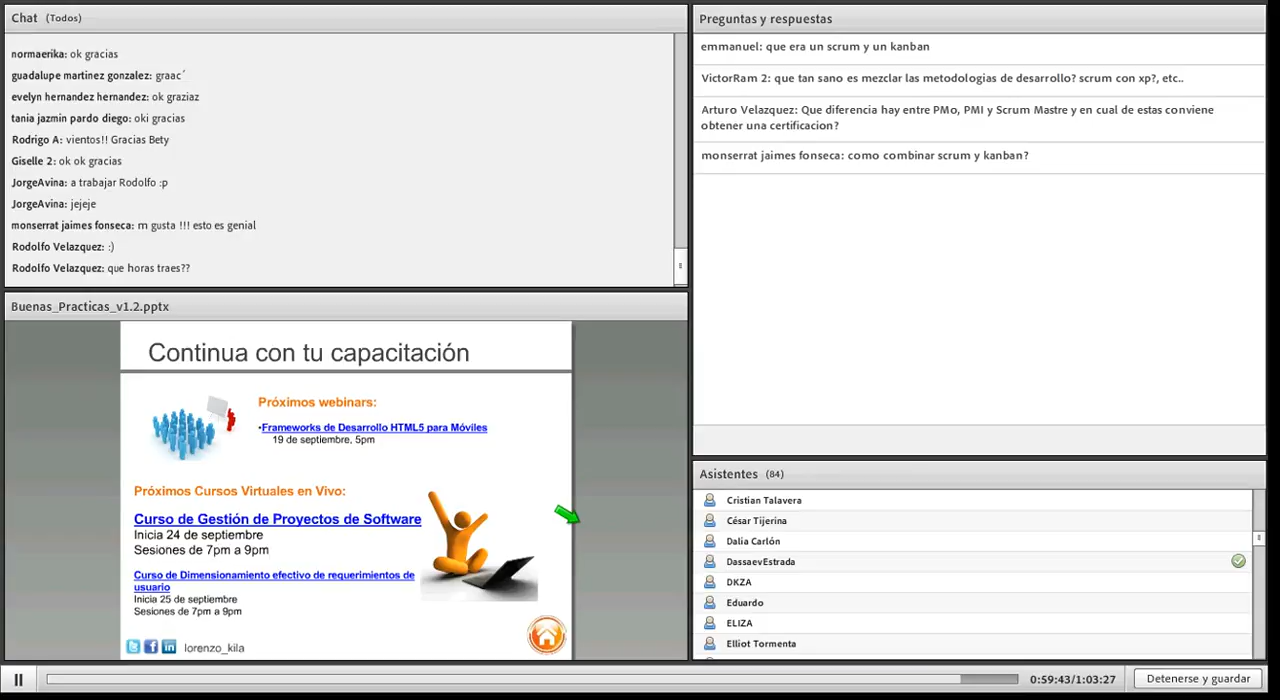 Chat (Todos)
normaerika: ok gracias
guadalupe martinez gonzalez: graac´
evelyn hernandez hernandez: ok graziaz
tania jazmin pardo diego: oki gracias
Rodrigo A: vientos!! Gracias Bety
Giselle 2: ok ok gracias
JorgeAvina: a trabajar Rodolfo :p
JorgeAvina: jejeje
monserrat jaimes fonseca: m gusta !!! esto es genial
Rodolfo Velazquez: :)
Rodolfo Velazquez: que horas traes??
Buenas_Practicas_v1.2.pptx
Continua con tu capacitación
Próximos webinars:
•Frameworks de Desarrollo HTML5 para Móviles
19 de septiembre, 5pm
Próximos Cursos Virtuales en Vivo:
Curso de Gestión de Proyectos de Software
Inicia 24 de septiembre
Sesiones de 7pm a 9pm
Curso de Dimensionamiento efectivo de requerimientos de
usuario
Inicia 25 de septiembre
Sesiones de 7pm a 9pm
lorenzo_kila
Preguntas y respuestas
emmanuel: que era un scrum y un kanban
VictorRam 2: que tan sano es mezclar las metodologias de desarrollo? scrum con xp?, etc..
Arturo Velazquez: Que diferencia hay entre PMo, PMI y Scrum Mastre y en cual de estas conviene
obtener una certificacion?
monserrat jaimes fonseca: como combinar scrum y kanban?
Asistentes (84)
Cristian Talavera
César Tijerina
Dalia Carlón
DassaevEstrada
DKZA
Eduardo
ELIZA
Elliot Tormenta
0:59:43/1:03:27
Detenerse y guardar